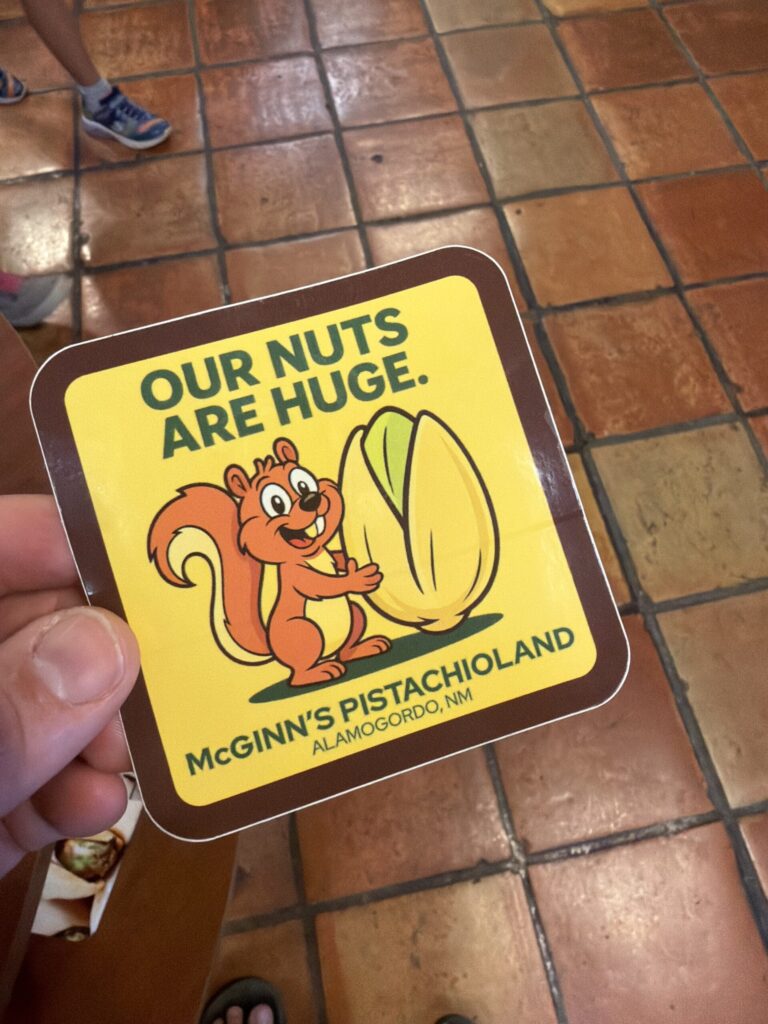 OUR NUTS
ARE HUGE.
McGINN'S PISTACHIOLAND
ALAMOGORDO, NM